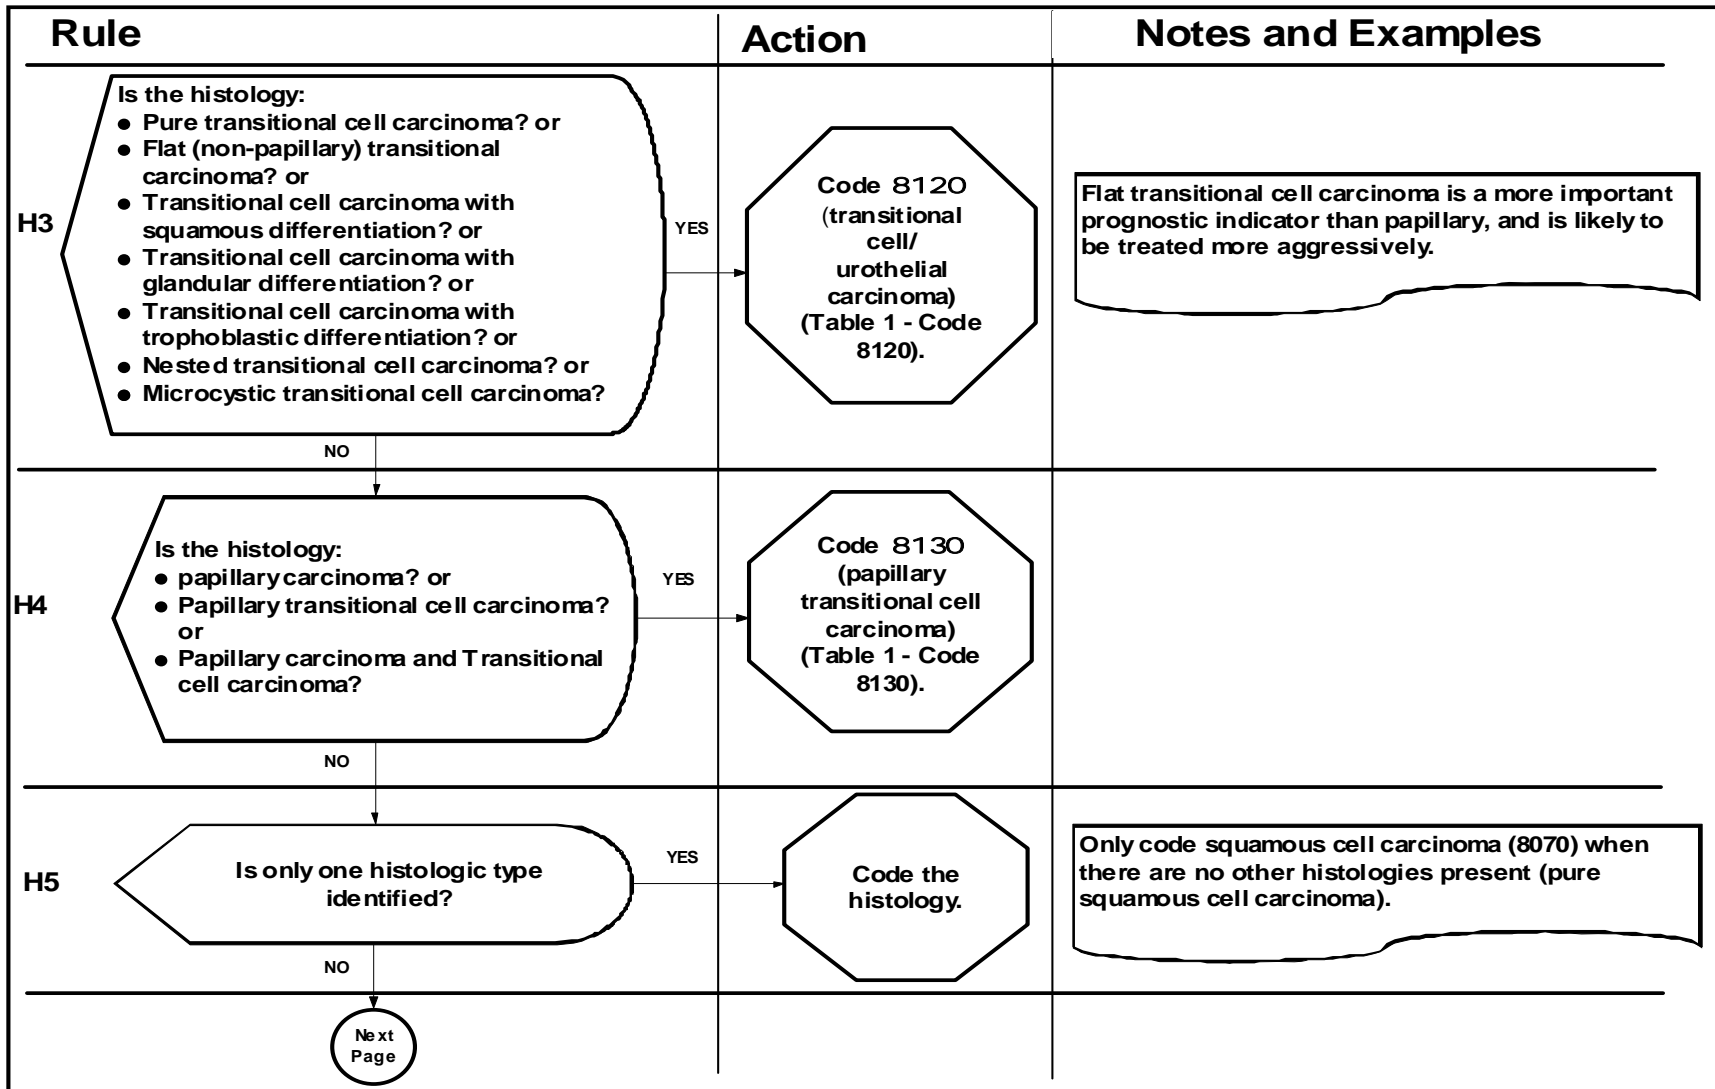 Rule
Action
Notes and Examples
H3
Is the histology:
● Pure transitional cell carcinoma? or
● Flat (non-papillary) transitional
carcinoma? or
● Transitional cell carcinoma with
squamous differentiation? or
● Transitional cell carcinoma with
glandular differentiation? or
● Transitional cell carcinoma with
trophoblastic differentiation? or
● Nested transitional cell carcinoma? or
● Microcystic transitional cell carcinoma?
YES
Code 8120
(transitional
cell/
urothelial
carcinoma)
(Table 1 - Code
8120).
Flat transitional cell carcinoma is a more important
prognostic indicator than papillary, and is likely to
be treated more aggressively.
NO
H4
Is the histology:
● papillary carcinoma? or
● Papillary transitional cell carcinoma?
or
● Papillary carcinoma and Transitional
cell carcinoma?
YES
Code 8130
(papillary
transitional cell
carcinoma)
(Table 1 - Code
8130).
NO
H5
Is only one histologic type
identified?
YES
Code the
histology.
Only code squamous cell carcinoma (8070) when
there are no other histologies present (pure
squamous cell carcinoma).
NO
Next
Page